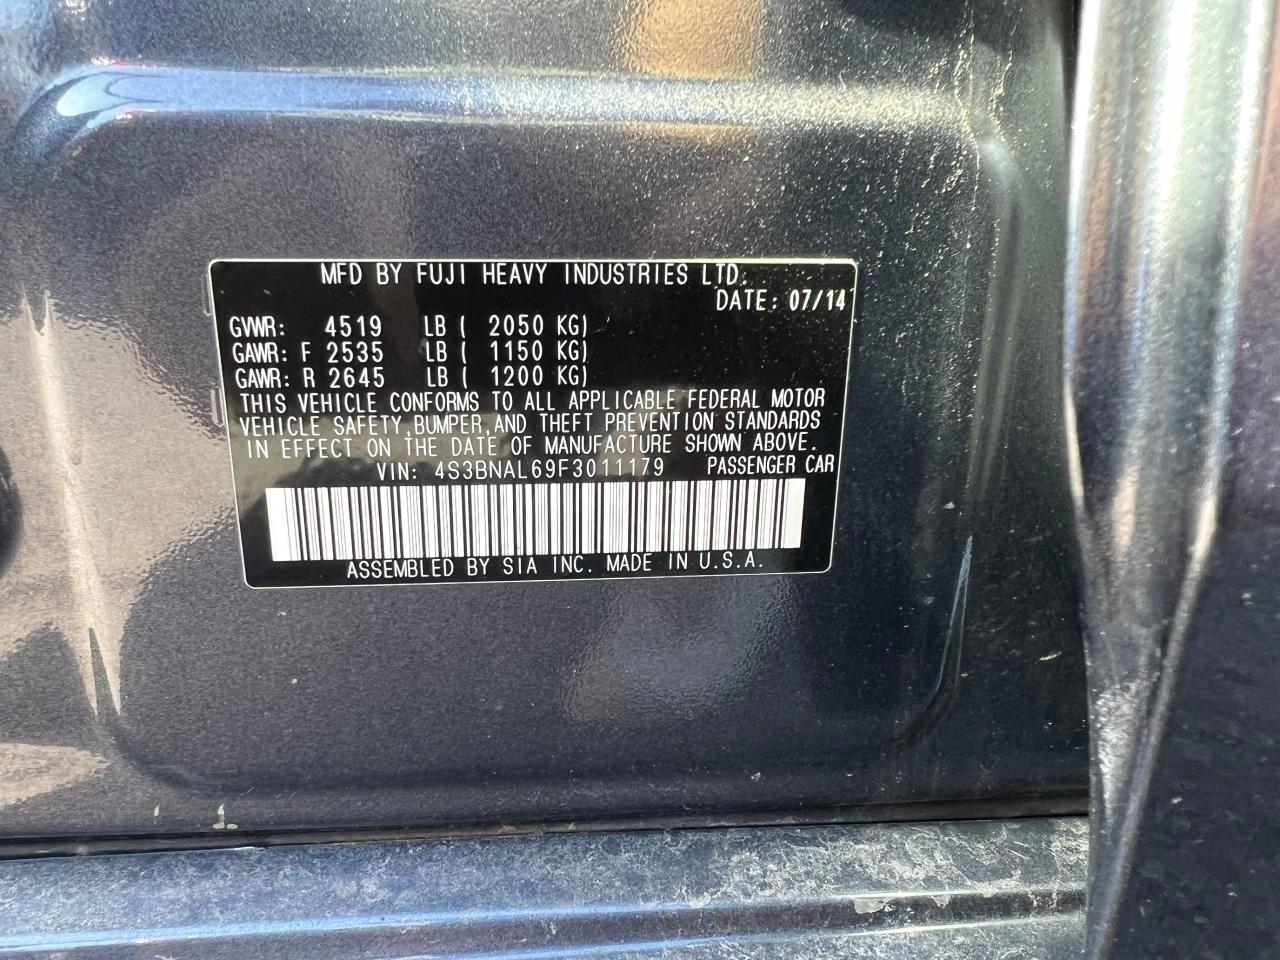 MFD BY FUJI HEAVY INDUSTRIES LTD.
DATE: 07/14
GVWR: 4519 LB ( 2050 KG)
GAWR: F 2535 LB ( 1150 KG)
GAWR: R 2645 LB ( 1200 KG)
THIS VEHICLE CONFORMS TO ALL APPLICABLE FEDERAL MOTOR
VEHICLE SAFETY,BUMPER,AND THEFT PREVENTION STANDARDS
IN EFFECT ON THE DATE OF MANUFACTURE SHOWN ABOVE.
VIN: 4S3BNAL69F3011179 PASSENGER CAR
ASSEMBLED BY SIA INC. MADE IN U.S.A.